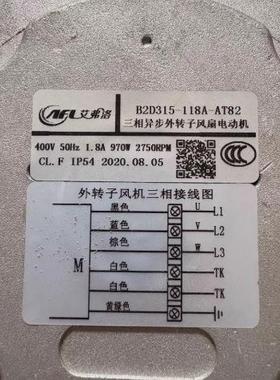 AFL 艾弗洛
B2D315-118A-AT82
三相异步外转子风扇电动机
400V 50Hz 1.8A 970W 2750RPM
CL.F IP54 2020.08.05
CCC
外转子风机三相接线图
黑色 U L1
蓝色 V L2
棕色 W L3
M 白色 TK
白色 TK
黄绿色